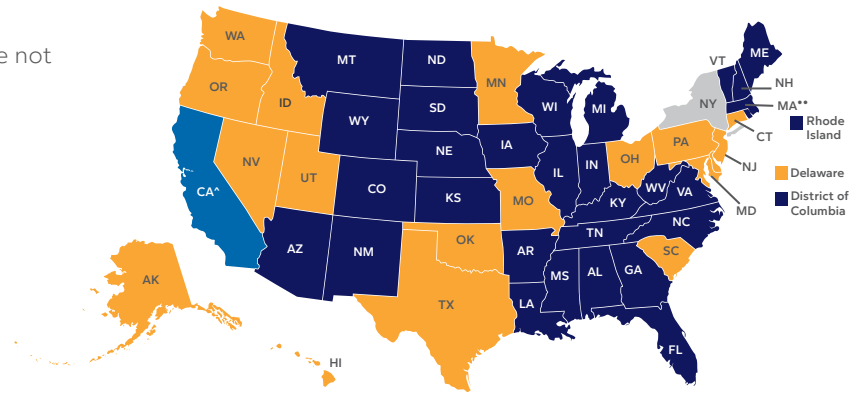 e not
WA
MT
ND
MN
VT
ME
OR
ID
SD
WI
MI
NY
NH
WY
MA**
Rhode
Island
NV
UT
NE
IA
OH
PA
CT
CA^
CO
KS
IL
IN
NJ
Delaware
MO
KY
WV
VA
District of
Columbia
MD
AZ
NM
OK
AR
TN
NC
SC
AK
TX
LA
MS
AL
GA
HI
FL